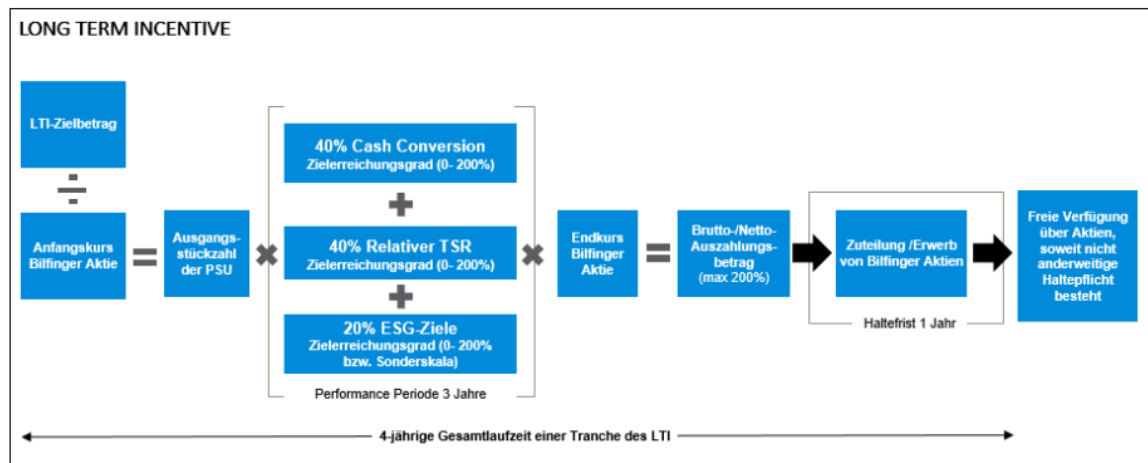 LONG TERM INCENTIVE
LTI-Zielbetrag
÷
Anfangskurs
Bilfinger Aktie
=
Ausgangs-
stückzahl
der PSU
×
40% Cash Conversion
Zielerreichungsgrad (0- 200%)
+
40% Relativer TSR
Zielerreichungsgrad (0- 200%)
+
20% ESG-Ziele
Zielerreichungsgrad (0- 200%
bzw. Sonderskala)
Performance Periode 3 Jahre
×
Endkurs
Bilfinger
Aktie
=
Brutto-/Netto-
Auszahlungs-
betrag
(max 200%)
Zuteilung /Erwerb
von Bilfinger Aktien
Haltefrist 1 Jahr
Freie Verfügung
über Aktien,
soweit nicht
anderweitige
Haltepflicht
besteht
4-jährige Gesamtlaufzeit einer Tranche des LTI